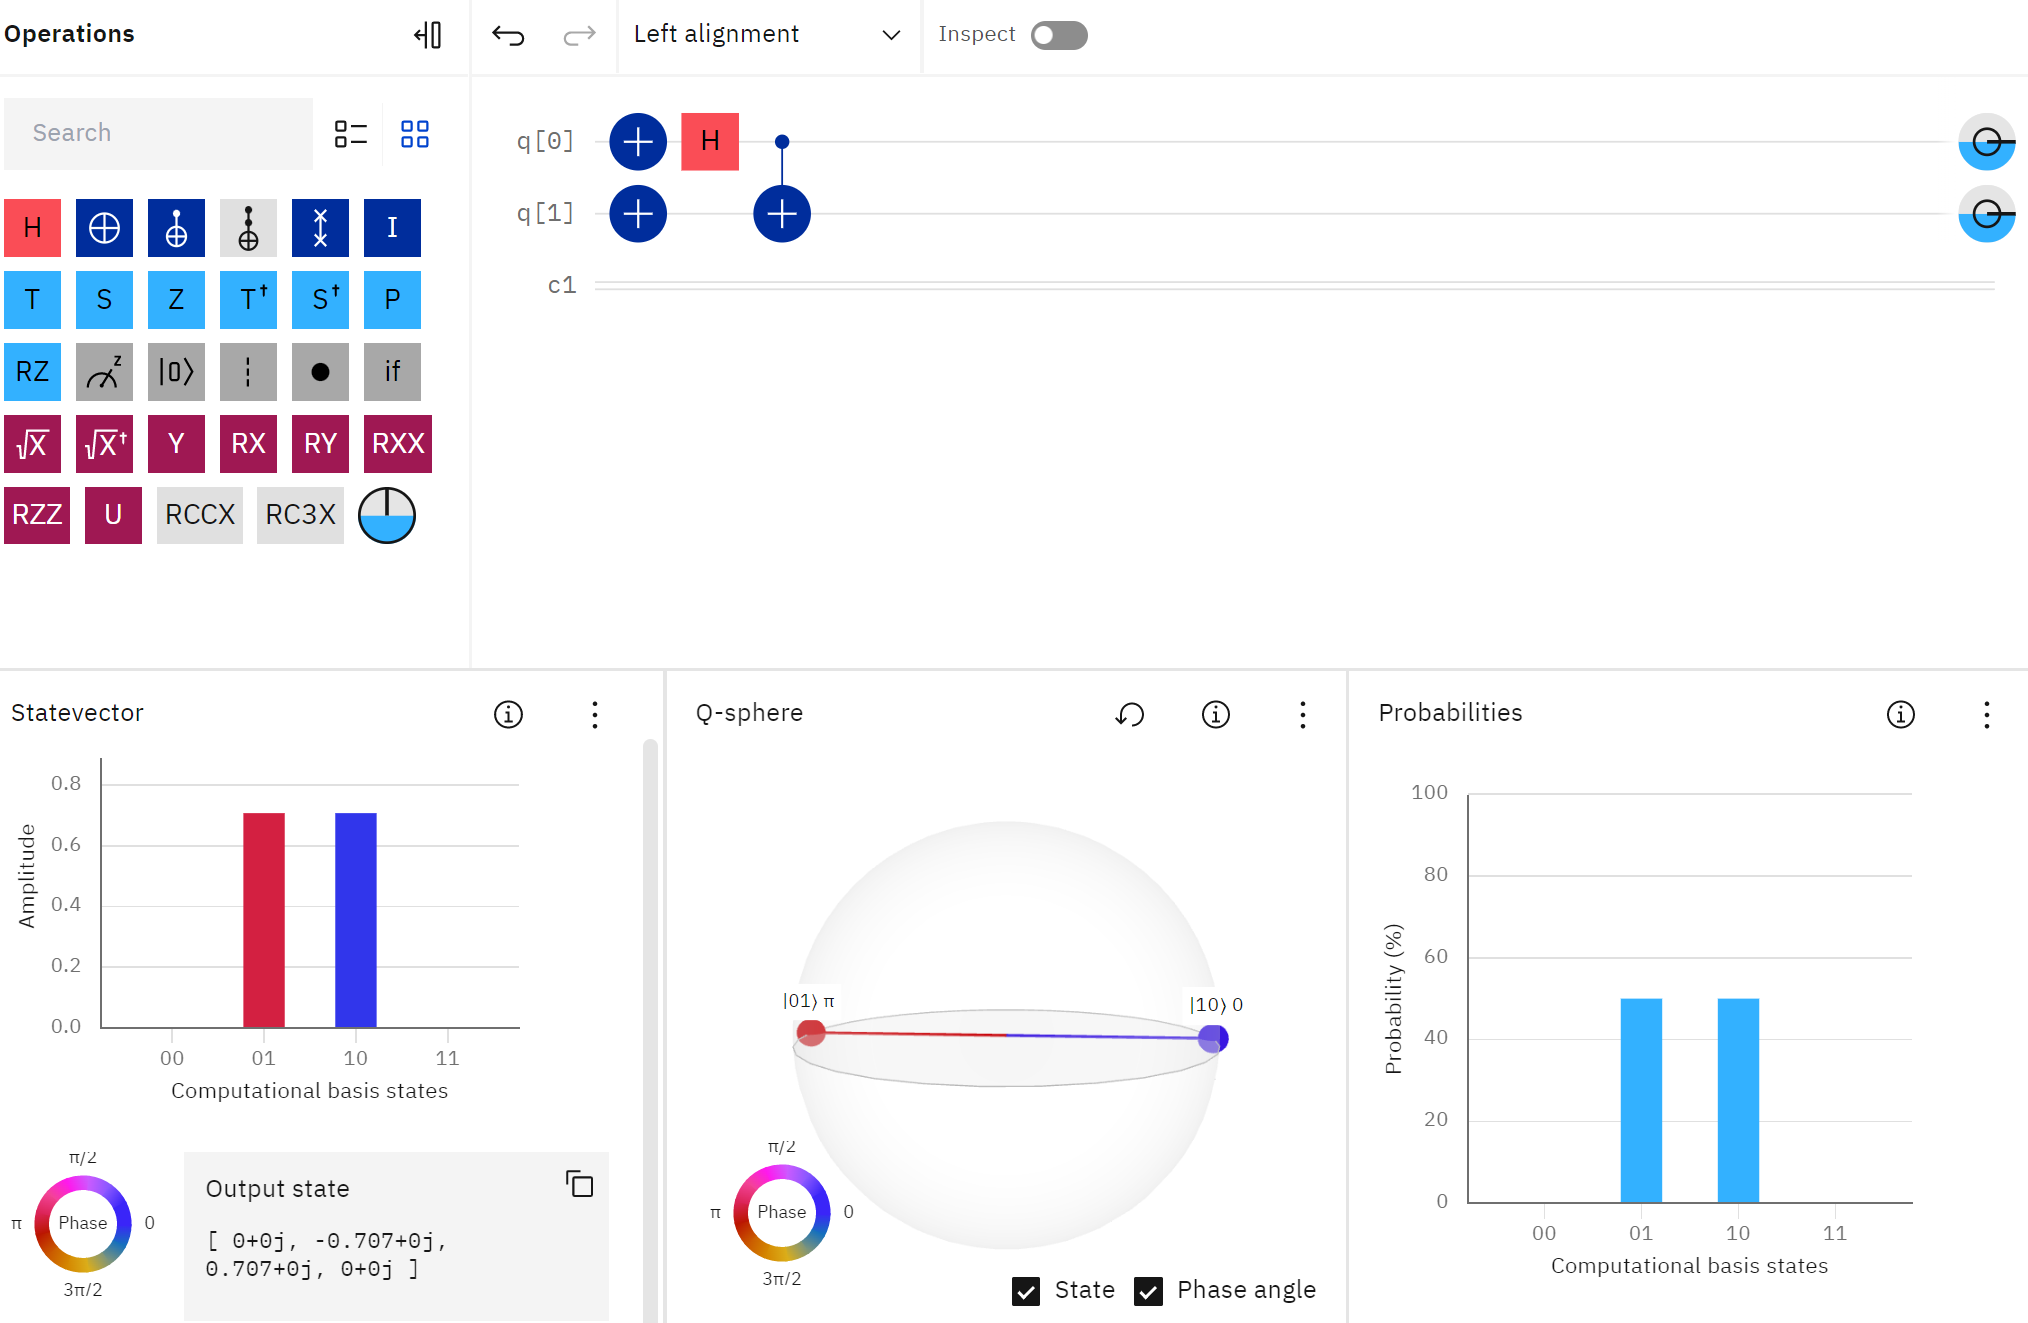 Operations
Left alignment
Inspect
Search
q[0]
H
q[1]
c1
H
I
T
S
Z
T†
S†
P
RZ
z
|0⟩
if
√X
√X†
Y
RX
RY
RXX
RZZ
U
RCCX
RC3X
Statevector
Amplitude
0.8
0.6
0.4
0.2
0.0
00
01
10
11
Computational basis states
π/2
π
Phase
0
3π/2
Output state
[ 0+0j, -0.707+0j,
0.707+0j, 0+0j ]
Q-sphere
|01⟩ π
|10⟩ 0
π/2
π
Phase
0
3π/2
State
Phase angle
Probabilities
Probability (%)
100
80
60
40
20
0
00
01
10
11
Computational basis states